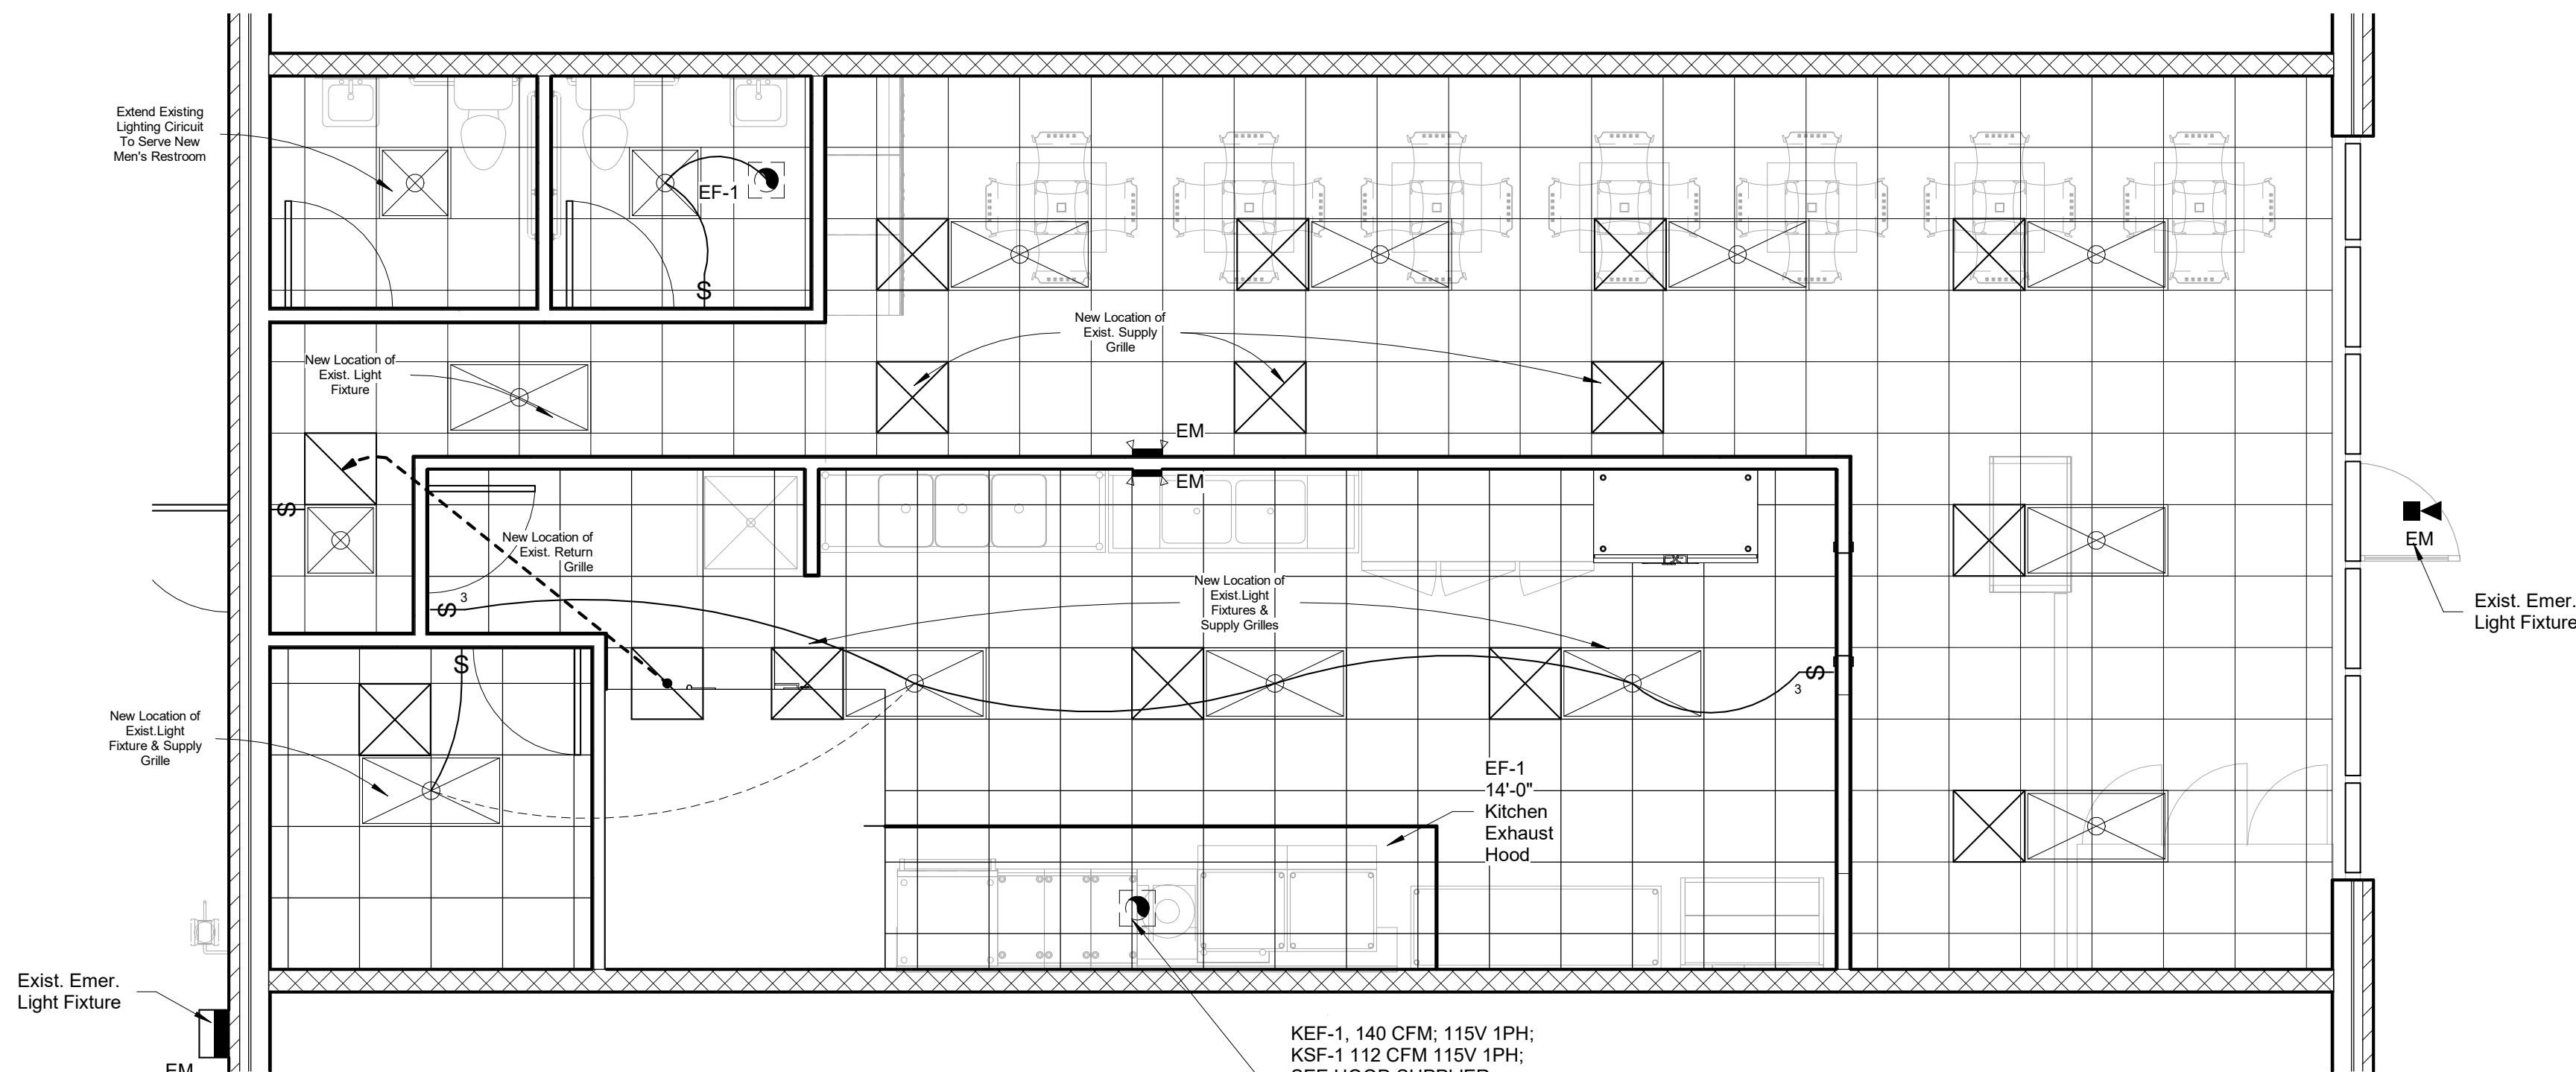 Extend Existing
Lighting Ciricuit
To Serve New
Men's Restroom
EF-1
S
New Location of
Exist. Supply
Grille
New Location of
Exist. Light
Fixture
EM
EM
S
New Location of
Exist. Return
Grille
S
3
New Location of
Exist.Light
Fixtures &
Supply Grilles
EM
Exist. Emer.
Light Fixture
S
S
3
New Location of
Exist.Light
Fixture & Supply
Grille
EF-1
14'-0"
Kitchen
Exhaust
Hood
Exist. Emer.
Light Fixture
EM
KEF-1, 140 CFM; 115V 1PH;
KSF-1 112 CFM 115V 1PH;
SEE HOOD SUPPLIER